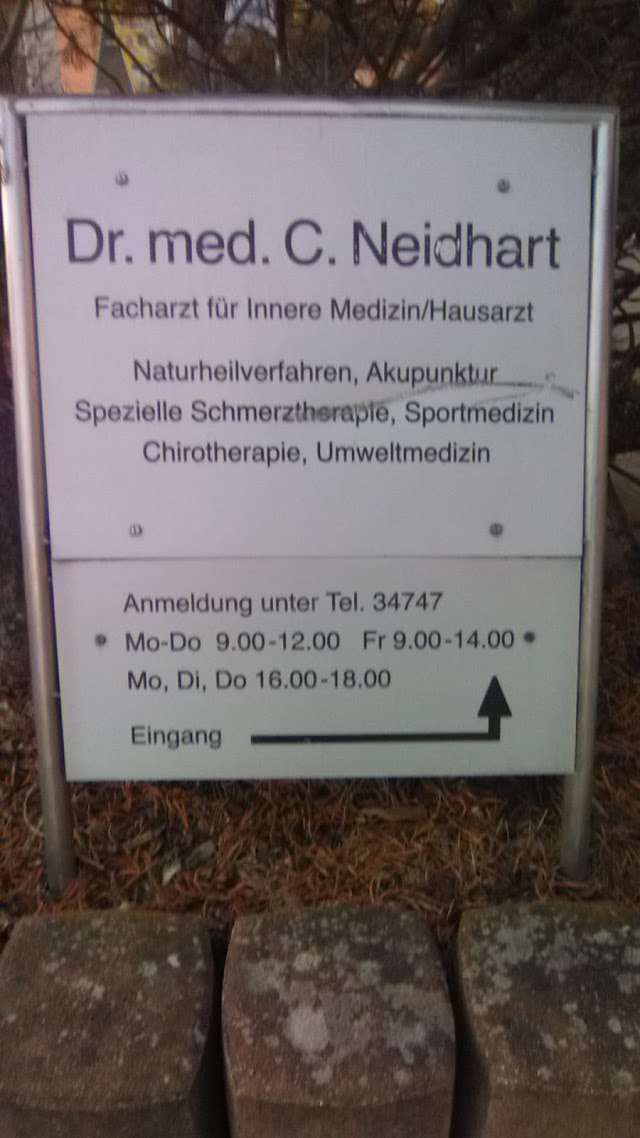 Dr. med. C. Neidhart
Facharzt für Innere Medizin/Hausarzt
Naturheilverfahren, Akupunktur
Spezielle Schmerztherapie, Sportmedizin
Chirotherapie, Umweltmedizin
Anmeldung unter Tel. 34747
Mo-Do 9.00-12.00 Fr 9.00-14.00
Mo, Di, Do 16.00-18.00
Eingang